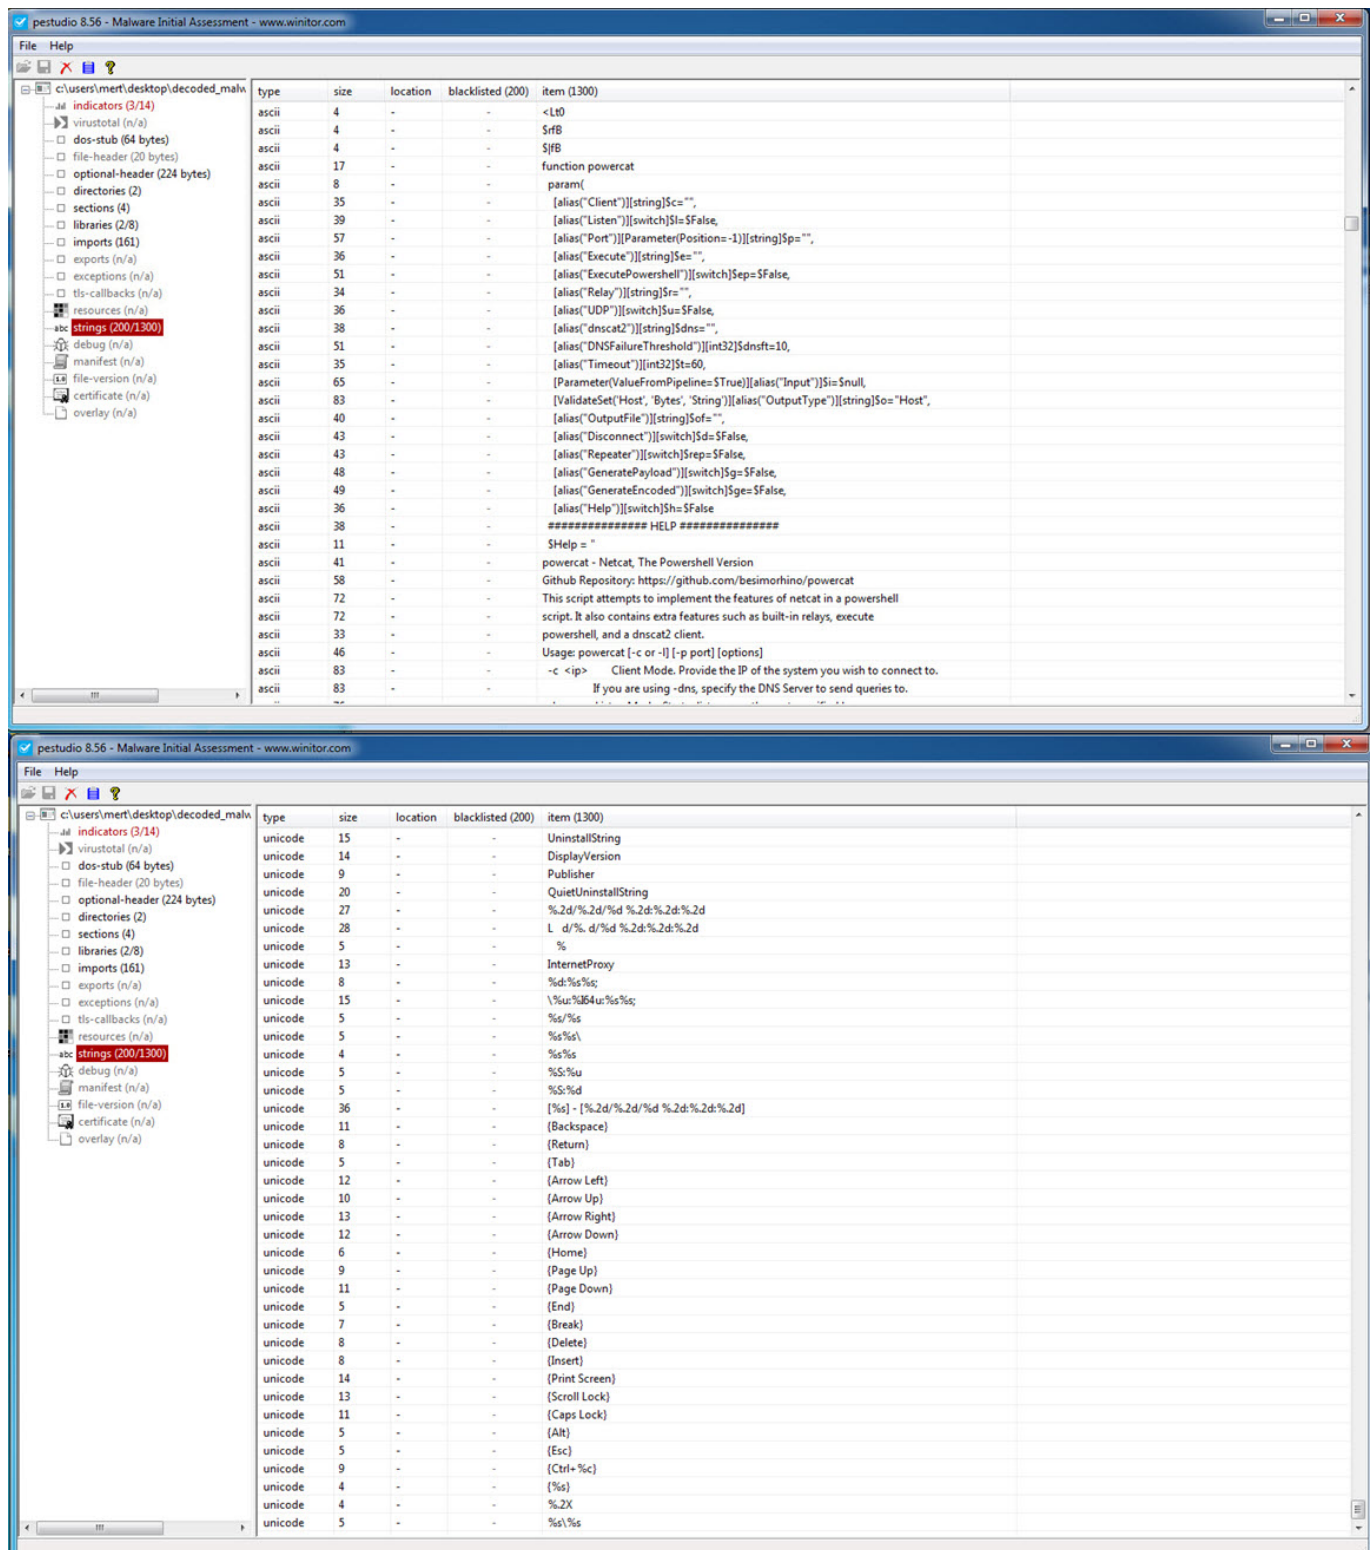 pestudio 8.56 - Malware Initial Assessment - www.winitor.com
File Help
c:\users\mert\desktop\decoded_malw
indicators (3/14)
virustotal (n/a)
dos-stub (64 bytes)
file-header (20 bytes)
optional-header (224 bytes)
directories (2)
sections (4)
libraries (2/8)
imports (161)
exports (n/a)
exceptions (n/a)
tls-callbacks (n/a)
resources (n/a)
abc strings (200/1300)
debug (n/a)
manifest (n/a)
1.0 file-version (n/a)
certificate (n/a)
overlay (n/a)
type size location blacklisted (200) item (1300)
ascii 4 - - <Lt0
ascii 4 - - $rfB
ascii 4 - - $|fB
ascii 17 - - function powercat
ascii 8 - - param(
ascii 35 - - [alias("Client")][string]$c="",
ascii 39 - - [alias("Listen")][switch]$l=$False,
ascii 57 - - [alias("Port")][Parameter(Position=-1)][string]$p="",
ascii 36 - - [alias("Execute")][string]$e="",
ascii 51 - - [alias("ExecutePowershell")][switch]$ep=$False,
ascii 34 - - [alias("Relay")][string]$r="",
ascii 36 - - [alias("UDP")][switch]$u=$False,
ascii 38 - - [alias("dnscat2")][string]$dns="",
ascii 51 - - [alias("DNSFailureThreshold")][int32]$dnsft=10,
ascii 35 - - [alias("Timeout")][int32]$t=60,
ascii 65 - - [Parameter(ValueFromPipeline=$True)][alias("Input")]$i=$null,
ascii 83 - - [ValidateSet('Host', 'Bytes', 'String')][alias("OutputType")][string]$o="Host",
ascii 40 - - [alias("OutputFile")][string]$of="",
ascii 43 - - [alias("Disconnect")][switch]$d=$False,
ascii 43 - - [alias("Repeater")][switch]$rep=$False,
ascii 48 - - [alias("GeneratePayload")][switch]$g=$False,
ascii 49 - - [alias("GenerateEncoded")][switch]$ge=$False,
ascii 36 - - [alias("Help")][switch]$h=$False
ascii 38 - - ############### HELP ###############
ascii 11 - - $Help = "
ascii 41 - - powercat - Netcat, The Powershell Version
ascii 58 - - Github Repository: https://github.com/besimorhino/powercat
ascii 72 - - This script attempts to implement the features of netcat in a powershell
ascii 72 - - script. It also contains extra features such as built-in relays, execute
ascii 33 - - powershell, and a dnscat2 client.
ascii 46 - - Usage: powercat [-c or -l] [-p port] [options]
ascii 83 - - -c <ip> Client Mode. Provide the IP of the system you wish to connect to.
ascii 83 - - If you are using -dns, specify the DNS Server to send queries to.
pestudio 8.56 - Malware Initial Assessment - www.winitor.com
File Help
c:\users\mert\desktop\decoded_malw
indicators (3/14)
virustotal (n/a)
dos-stub (64 bytes)
file-header (20 bytes)
optional-header (224 bytes)
directories (2)
sections (4)
libraries (2/8)
imports (161)
exports (n/a)
exceptions (n/a)
tls-callbacks (n/a)
resources (n/a)
abc strings (200/1300)
debug (n/a)
manifest (n/a)
1.0 file-version (n/a)
certificate (n/a)
overlay (n/a)
type size location blacklisted (200) item (1300)
unicode 15 - - UninstallString
unicode 14 - - DisplayVersion
unicode 9 - - Publisher
unicode 20 - - QuietUninstallString
unicode 27 - - %.2d/%.2d/%d %.2d:%.2d:%.2d
unicode 28 - - L d/%. d/%d %.2d:%.2d:%.2d
unicode 5 - - %
unicode 13 - - InternetProxy
unicode 8 - - %d:%s%s;
unicode 15 - - \%u:%I64u:%s%s;
unicode 5 - - %s/%s
unicode 5 - - %s%s\
unicode 4 - - %s%s
unicode 5 - - %S:%u
unicode 5 - - %S:%d
unicode 36 - - [%s] - [%.2d/%.2d/%d %.2d:%.2d:%.2d]
unicode 11 - - {Backspace}
unicode 8 - - {Return}
unicode 5 - - {Tab}
unicode 12 - - {Arrow Left}
unicode 10 - - {Arrow Up}
unicode 13 - - {Arrow Right}
unicode 12 - - {Arrow Down}
unicode 6 - - {Home}
unicode 9 - - {Page Up}
unicode 11 - - {Page Down}
unicode 5 - - {End}
unicode 7 - - {Break}
unicode 8 - - {Delete}
unicode 8 - - {Insert}
unicode 14 - - {Print Screen}
unicode 13 - - {Scroll Lock}
unicode 11 - - {Caps Lock}
unicode 5 - - {Alt}
unicode 5 - - {Esc}
unicode 9 - - {Ctrl+%c}
unicode 4 - - {%s}
unicode 4 - - %.2X
unicode 5 - - %s\%s